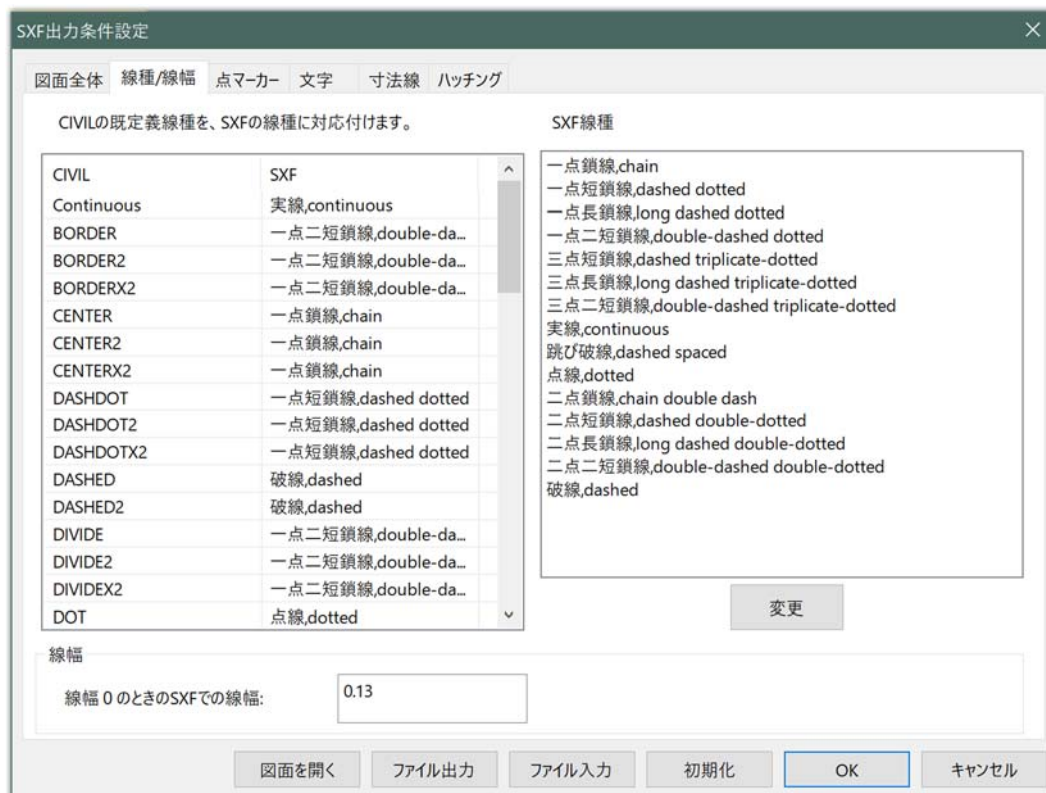 SXF出力条件設定
図面全体 線種/線幅 点マーカー 文字 寸法線 ハッチング
CIVILの既定義線種を、SXFの線種に対応付けます。
CIVIL SXF
Continuous 実線,continuous
BORDER 一点二短鎖線,double-da...
BORDER2 一点二短鎖線,double-da...
BORDERX2 一点二短鎖線,double-da...
CENTER 一点鎖線,chain
CENTER2 一点鎖線,chain
CENTERX2 一点鎖線,chain
DASHDOT 一点短鎖線,dashed dotted
DASHDOT2 一点短鎖線,dashed dotted
DASHDOTX2 一点短鎖線,dashed dotted
DASHED 破線,dashed
DASHED2 破線,dashed
DIVIDE 一点二短鎖線,double-da...
DIVIDE2 一点二短鎖線,double-da...
DIVIDEX2 一点二短鎖線,double-da...
DOT 点線,dotted
SXF線種
一点鎖線,chain
一点短鎖線,dashed dotted
一点長鎖線,long dashed dotted
一点二短鎖線,double-dashed dotted
三点短鎖線,dashed triplicate-dotted
三点長鎖線,long dashed triplicate-dotted
三点二短鎖線,double-dashed triplicate-dotted
実線,continuous
跳び破線,dashed spaced
点線,dotted
二点鎖線,chain double dash
二点短鎖線,dashed double-dotted
二点長鎖線,long dashed double-dotted
二点二短鎖線,double-dashed double-dotted
破線,dashed
変更
線幅
線幅 0 のときのSXFでの線幅: 0.13
図面を開く ファイル出力 ファイル入力 初期化 OK キャンセル